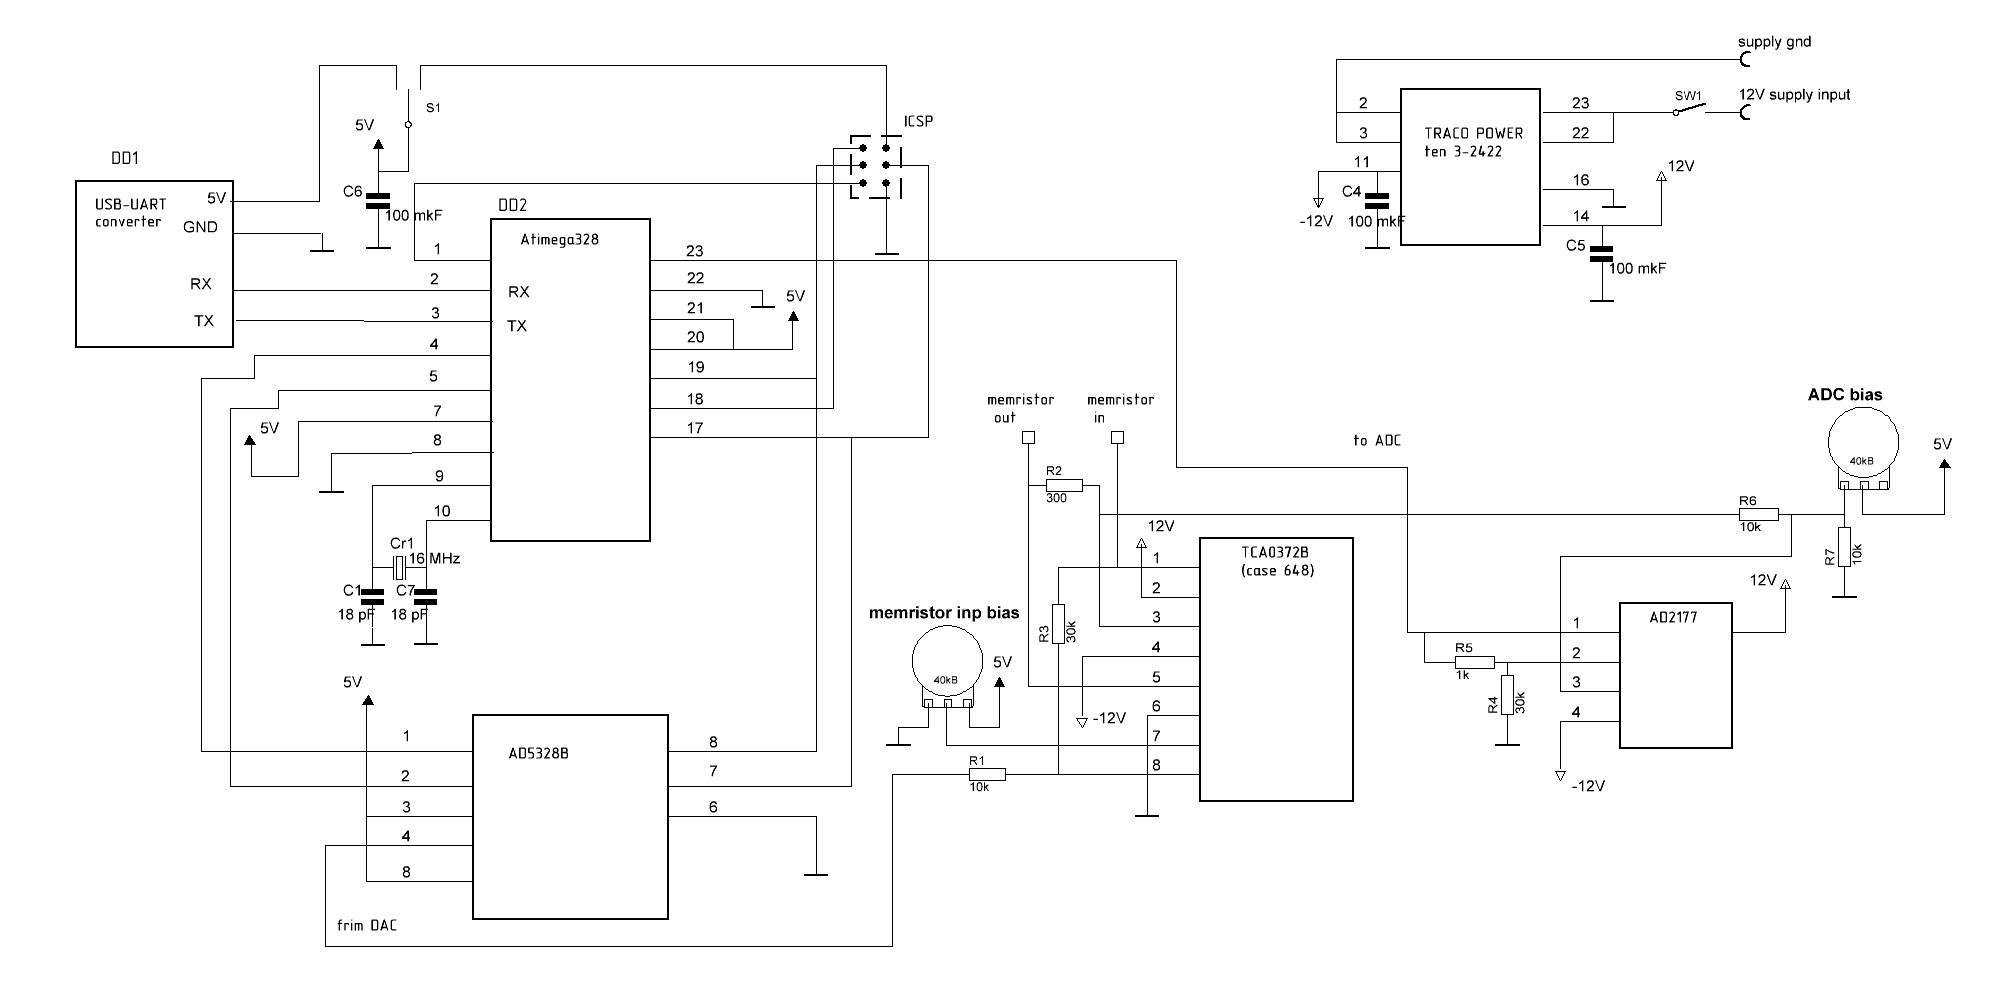 supply gnd
12V supply input
SW1
TRACO POWER
ten 3-2422
2
3
11
23
22
16
14
12V
-12V
C4
100 mkF
C5
100 mkF
S1
5V
C6
100 mkF
ICSP
DD1
USB-UART
converter
5V
GND
RX
TX
DD2
Atimega328
RX
TX
1
2
3
4
5
7
8
9
10
23
22
21
20
19
18
17
5V
5V
Cr1
16 MHz
C1
18 pF
C7
18 pF
memristor
out
memristor
in
to ADC
R2
300
ADC bias
40kB
5V
R6
10k
R7
10k
12V
TCA0372B
(case 648)
1
2
3
4
5
6
7
8
R3
30k
-12V
memristor inp bias
40kB
5V
R1
10k
12V
AD2177
1
2
3
4
R5
1k
R4
30k
-12V
5V
AD5328B
1
2
3
4
8
8
7
6
frim DAC